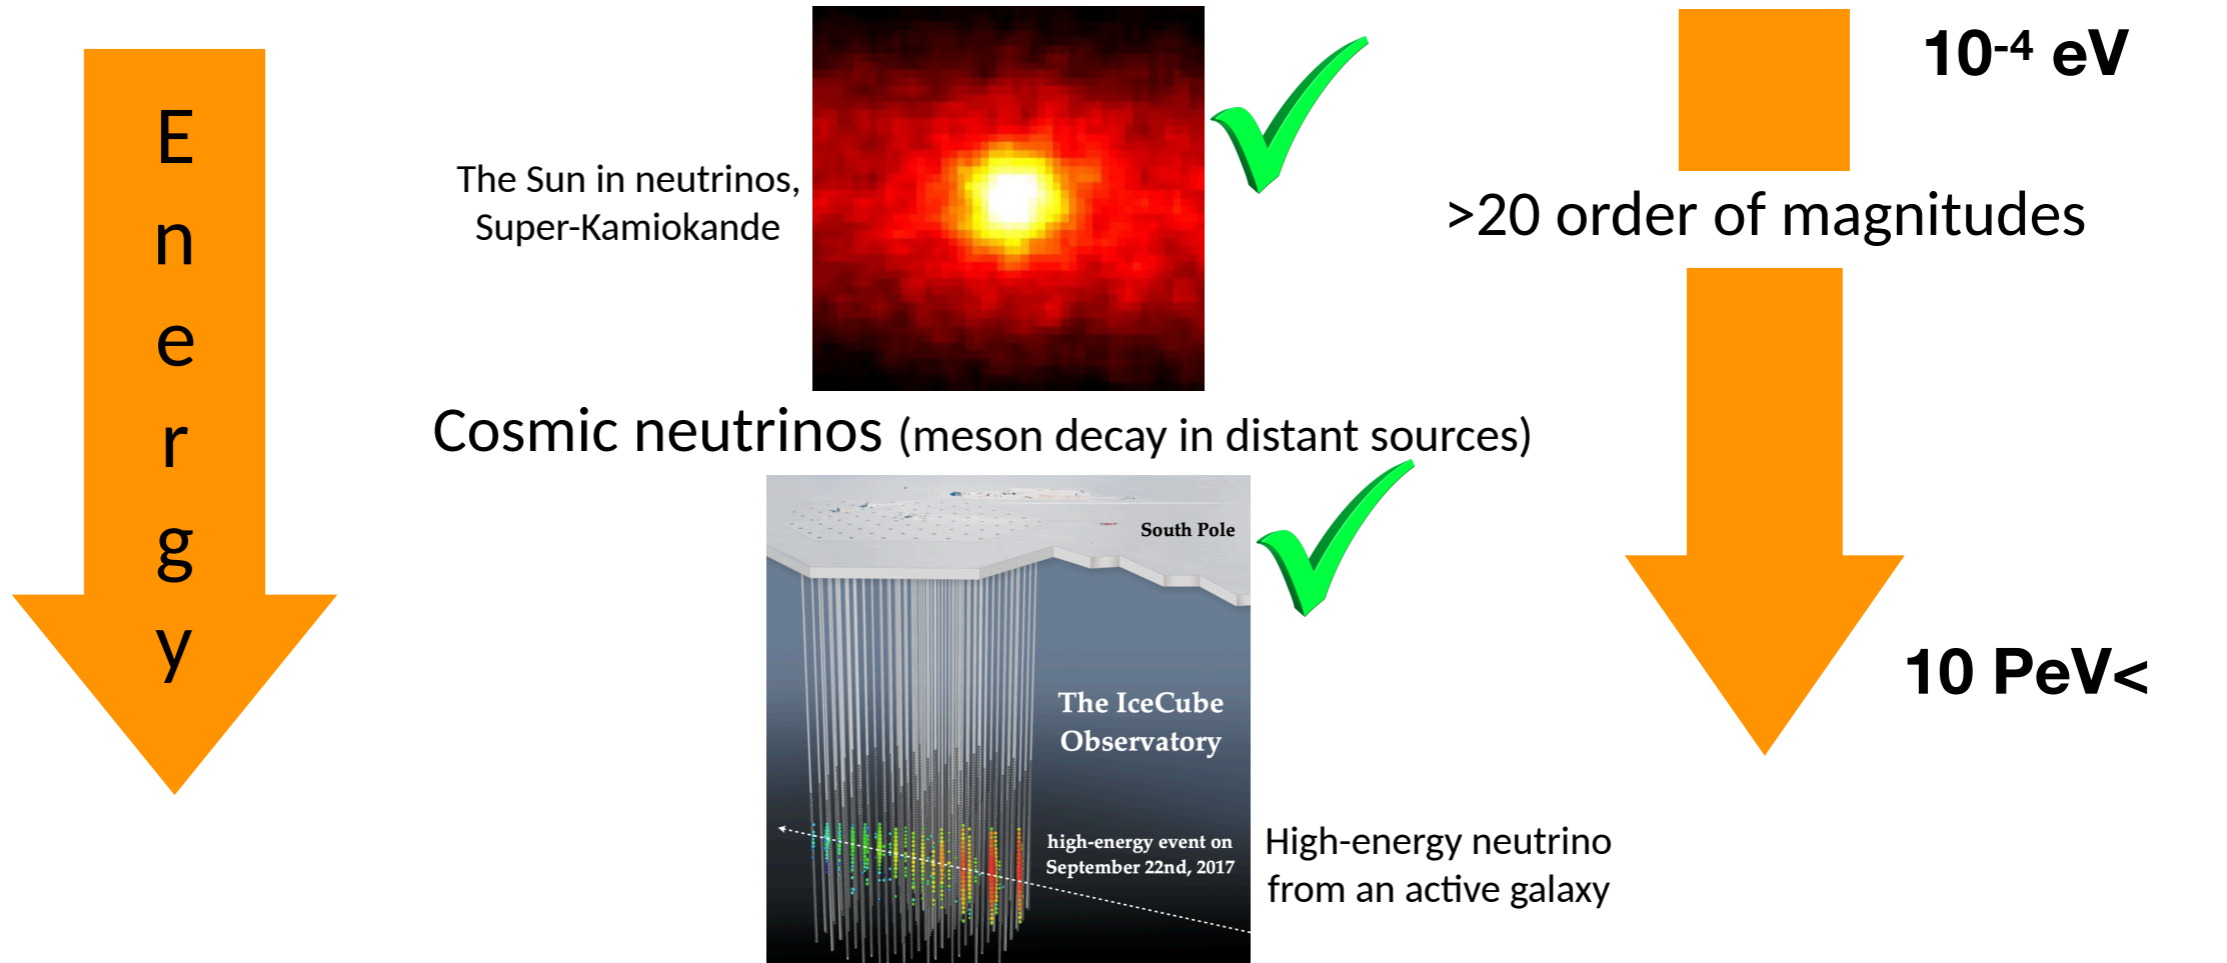 Energy
The Sun in neutrinos,
Super-Kamiokande
10-4 eV
>20 order of magnitudes
Cosmic neutrinos (meson decay in distant sources)
South Pole
The IceCube
Observatory
high-energy event on
September 22nd, 2017
High-energy neutrino
from an active galaxy
10 PeV<